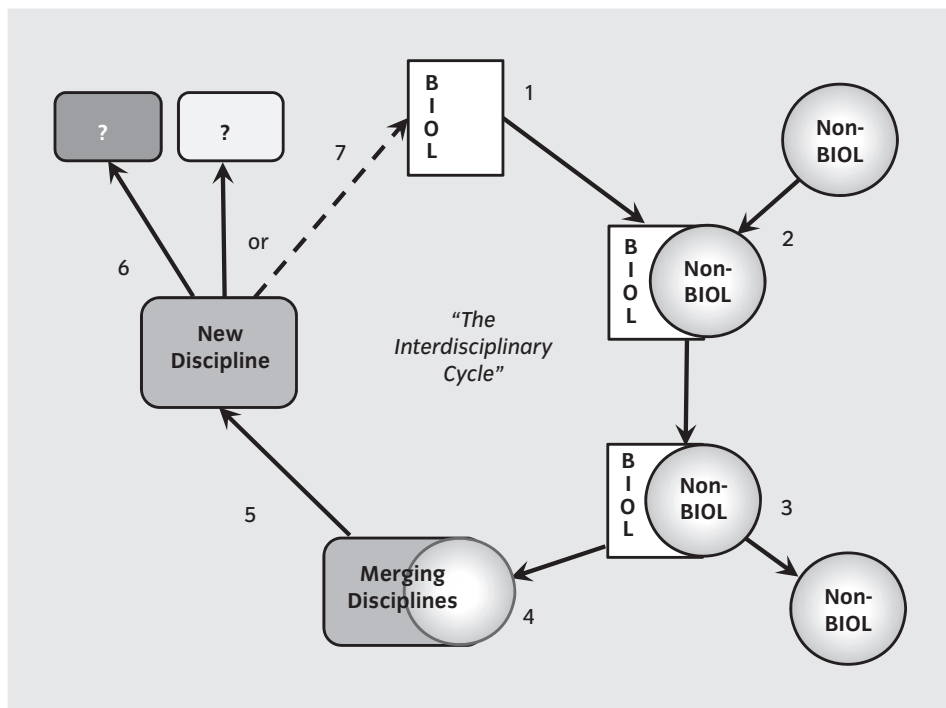 B
I
O
L
1
Non-
BIOL
2
B
I
O
L
Non-
BIOL
B
I
O
L
Non-
BIOL
3
Non-
BIOL
4
Merging
Disciplines
5
New
Discipline
6
?
or
?
7
“The
Interdisciplinary
Cycle”